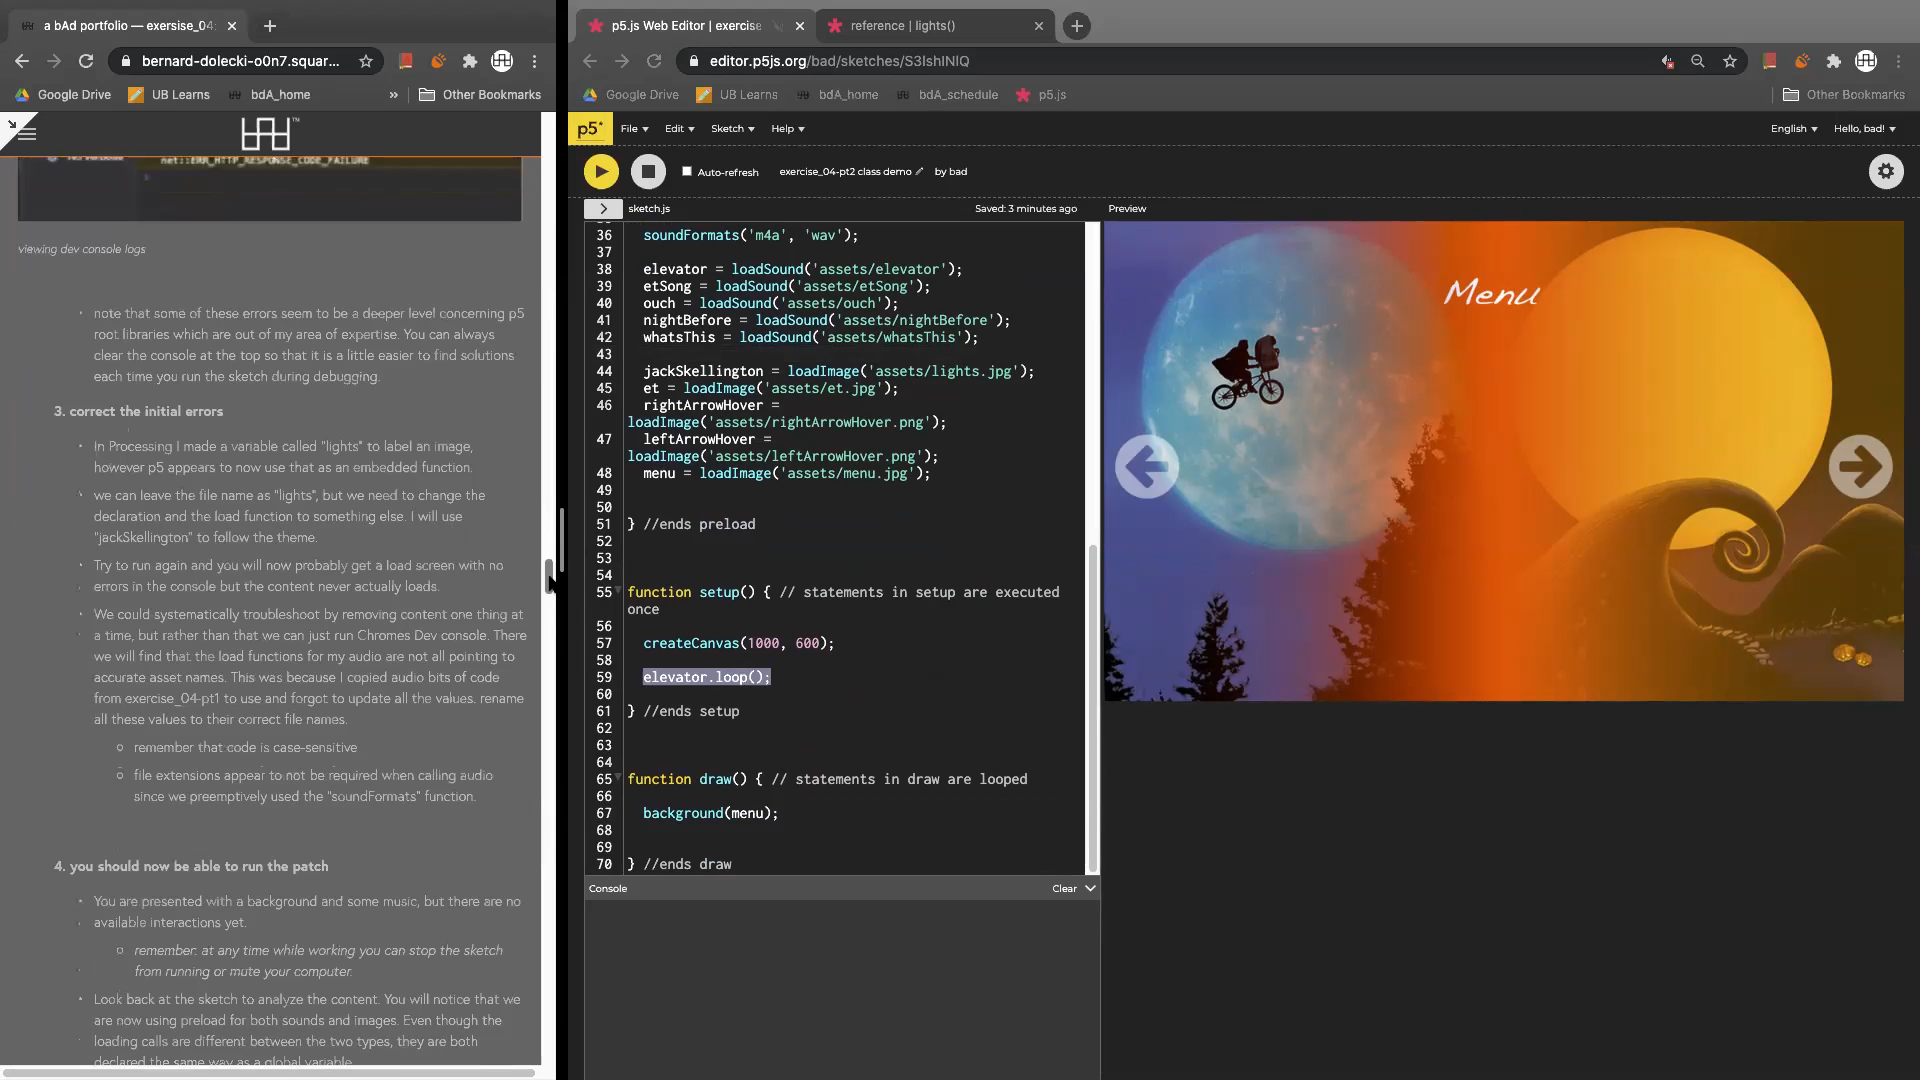 a bAd portfolio — exersise_04
bernard-dolecki-o0n7.squar...
Google Drive
UB Learns
bdA_home
»
Other Bookmarks
net::ERR_HTTP_RESPONSE_CODE_FAILURE
viewing dev console logs
note that some of these errors seem to be a deeper level concerning p5
root libraries which are out of my area of expertise. You can always
clear the console at the top so that it is a little easier to find solutions
each time you run the sketch during debugging.
3. correct the initial errors
In Processing I made a variable called "lights" to label an image,
however p5 appears to now use that as an embedded function.
we can leave the file name as "lights", but we need to change the
declaration and the load function to something else. I will use
"jackSkellington" to follow the theme.
Try to run again and you will now probably get a load screen with no
errors in the console but the content never actually loads.
We could systematically troubleshoot by removing content one thing at
a time, but rather than that we can just run Chromes Dev console. There
we will find that the load functions for my audio are not all pointing to
accurate asset names. This was because I copied audio bits of code
from exercise_04-pt1 to use and forgot to update all the values. rename
all these values to their correct file names.
remember that code is case-sensitive
file extensions appear to not be required when calling audio
since we preemptively used the "soundFormats" function.
4. you should now be able to run the patch
You are presented with a background and some music, but there are no
available interactions yet.
remember: at any time while working you can stop the sketch
from running or mute your computer.
Look back at the sketch to analyze the content. You will notice that we
are now using preload for both sounds and images. Even though the
loading calls are different between the two types, they are both
declared the same way as a global variable.
p5.js Web Editor | exercise
reference | lights()
editor.p5js.org/bad/sketches/S3IshINlQ
Google Drive
UB Learns
bdA_home
bdA_schedule
p5.js
Other Bookmarks
p5*
File
Edit
Sketch
Help
English
Hello, bad!
Auto-refresh
exercise_04-pt2 class demo
by bad
sketch.js
Saved: 3 minutes ago
Preview
36 soundFormats('m4a', 'wav');
37
38 elevator = loadSound('assets/elevator');
39 etSong = loadSound('assets/etSong');
40 ouch = loadSound('assets/ouch');
41 nightBefore = loadSound('assets/nightBefore');
42 whatsThis = loadSound('assets/whatsThis');
43
44 jackSkellington = loadImage('assets/lights.jpg');
45 et = loadImage('assets/et.jpg');
46 rightArrowHover =
loadImage('assets/rightArrowHover.png');
47 leftArrowHover =
loadImage('assets/leftArrowHover.png');
48 menu = loadImage('assets/menu.jpg');
49
50
51 } //ends preload
52
53
54
55 function setup() { // statements in setup are executed
once
56
57 createCanvas(1000, 600);
58
59 elevator.loop();
60
61 } //ends setup
62
63
64
65 function draw() { // statements in draw are looped
66
67 background(menu);
68
69
70 } //ends draw
Console
Clear
Menu